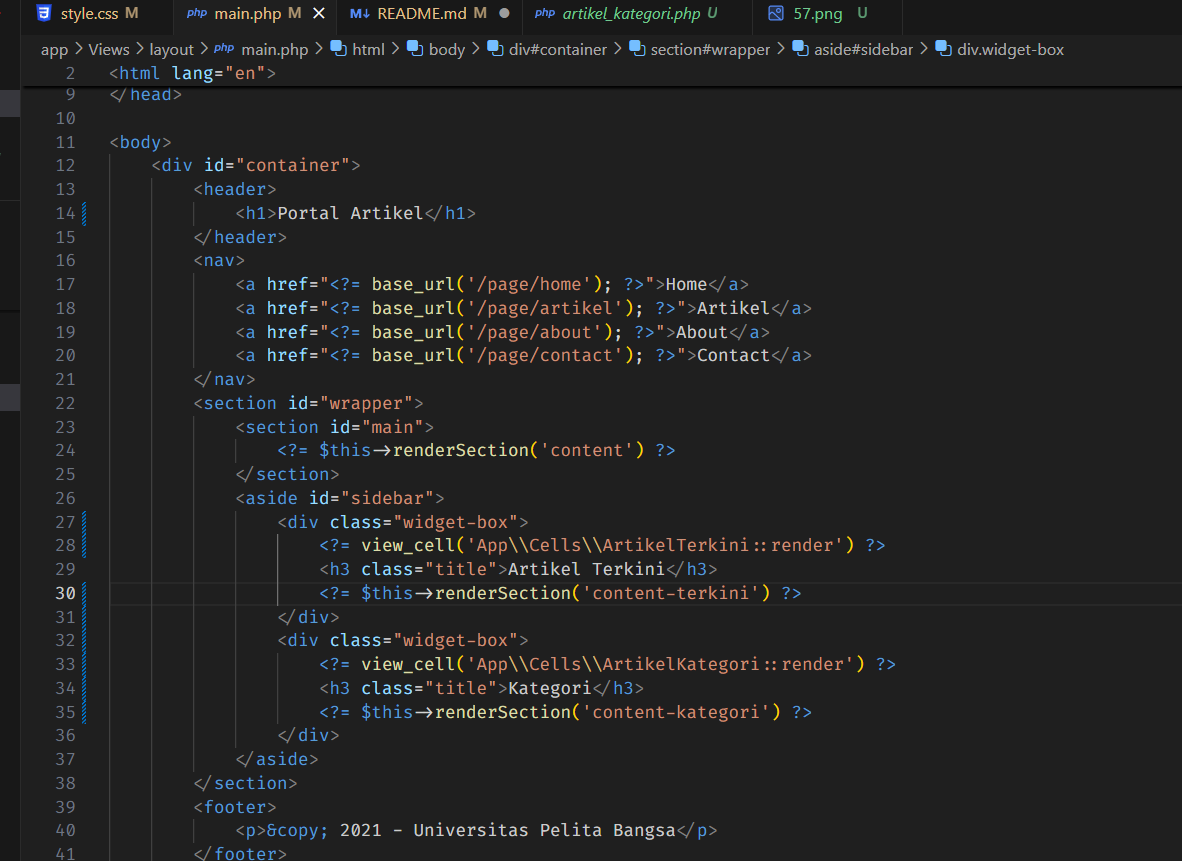 style.css M
php main.php M
README.md M
php artikel_kategori.php U
57.png U
app > Views > layout > php main.php > html > body > div#container > section#wrapper > aside#sidebar > div.widget-box
2 <html lang="en">
9 </head>
10
11 <body>
12 <div id="container">
13 <header>
14 <h1>Portal Artikel</h1>
15 </header>
16 <nav>
17 <a href="<?= base_url('/page/home'); ?>">Home</a>
18 <a href="<?= base_url('/page/artikel'); ?>">Artikel</a>
19 <a href="<?= base_url('/page/about'); ?>">About</a>
20 <a href="<?= base_url('/page/contact'); ?>">Contact</a>
21 </nav>
22 <section id="wrapper">
23 <section id="main">
24 <?= $this->renderSection('content') ?>
25 </section>
26 <aside id="sidebar">
27 <div class="widget-box">
28 <?= view_cell('App\\Cells\\ArtikelTerkini::render') ?>
29 <h3 class="title">Artikel Terkini</h3>
30 <?= $this->renderSection('content-terkini') ?>
31 </div>
32 <div class="widget-box">
33 <?= view_cell('App\\Cells\\ArtikelKategori::render') ?>
34 <h3 class="title">Kategori</h3>
35 <?= $this->renderSection('content-kategori') ?>
36 </div>
37 </aside>
38 </section>
39 <footer>
40 <p>&copy; 2021 - Universitas Pelita Bangsa</p>
41 </footer>